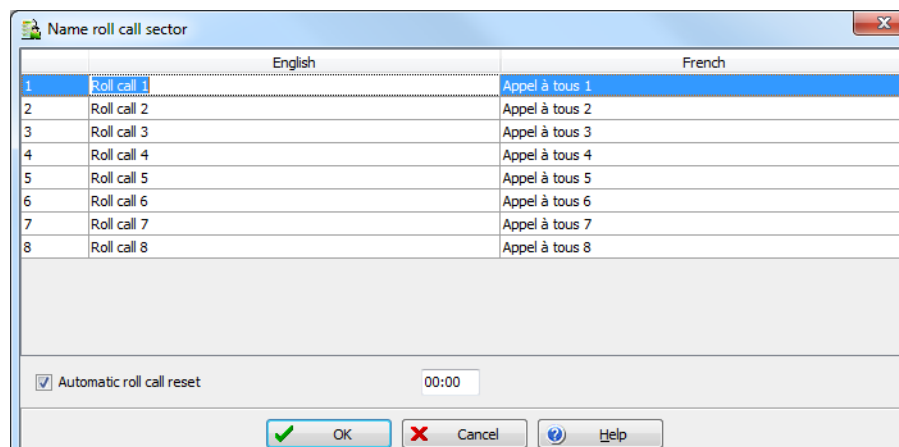 Name roll call sector
English French
1 Roll call 1 Appel à tous 1
2 Roll call 2 Appel à tous 2
3 Roll call 3 Appel à tous 3
4 Roll call 4 Appel à tous 4
5 Roll call 5 Appel à tous 5
6 Roll call 6 Appel à tous 6
7 Roll call 7 Appel à tous 7
8 Roll call 8 Appel à tous 8
Automatic roll call reset 00:00
OK Cancel Help